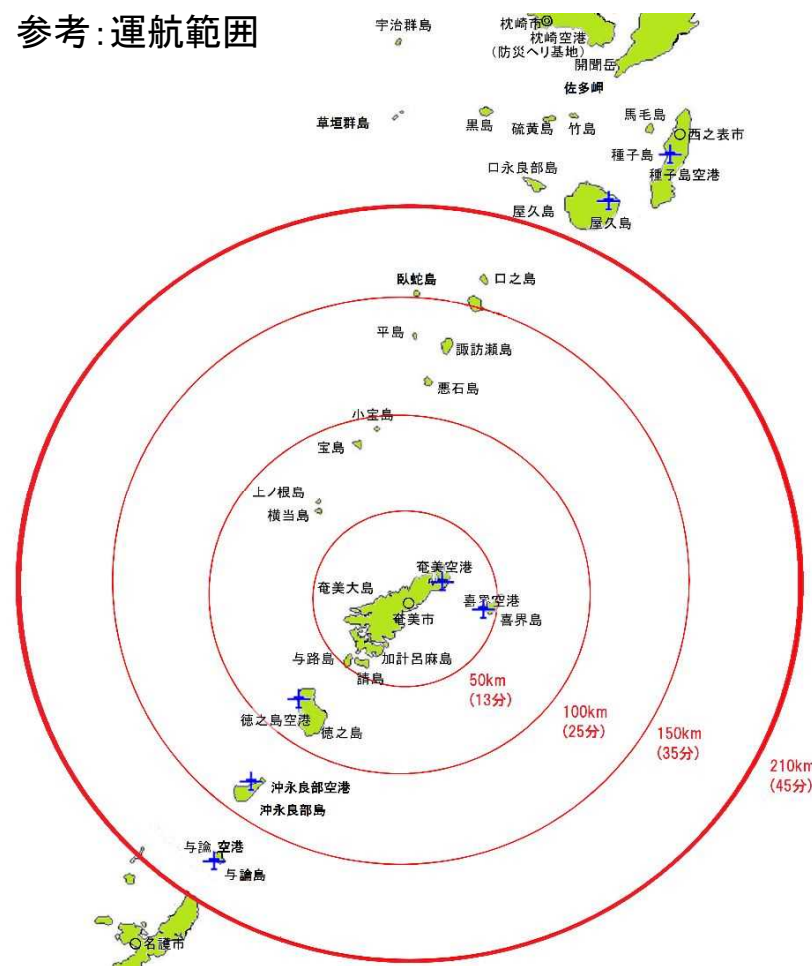 参考:運航範囲
宇治群島
枕崎市
枕崎空港
(防災ヘリ基地)
開聞岳
佐多岬
草垣群島
黒島
硫黄島
竹島
馬毛島
西之表市
種子島
種子島空港
口永良部島
屋久島
屋久島
臥蛇島
口之島
平島
諏訪瀬島
悪石島
小宝島
宝島
上ノ根島
横当島
奄美空港
奄美大島
喜界空港
奄美市
喜界島
与路島
加計呂麻島
請島
50km
(13分)
徳之島空港
徳之島
100km
(25分)
150km
(35分)
210km
(45分)
沖永良部空港
沖永良部島
与論 空港
与論島
名護市